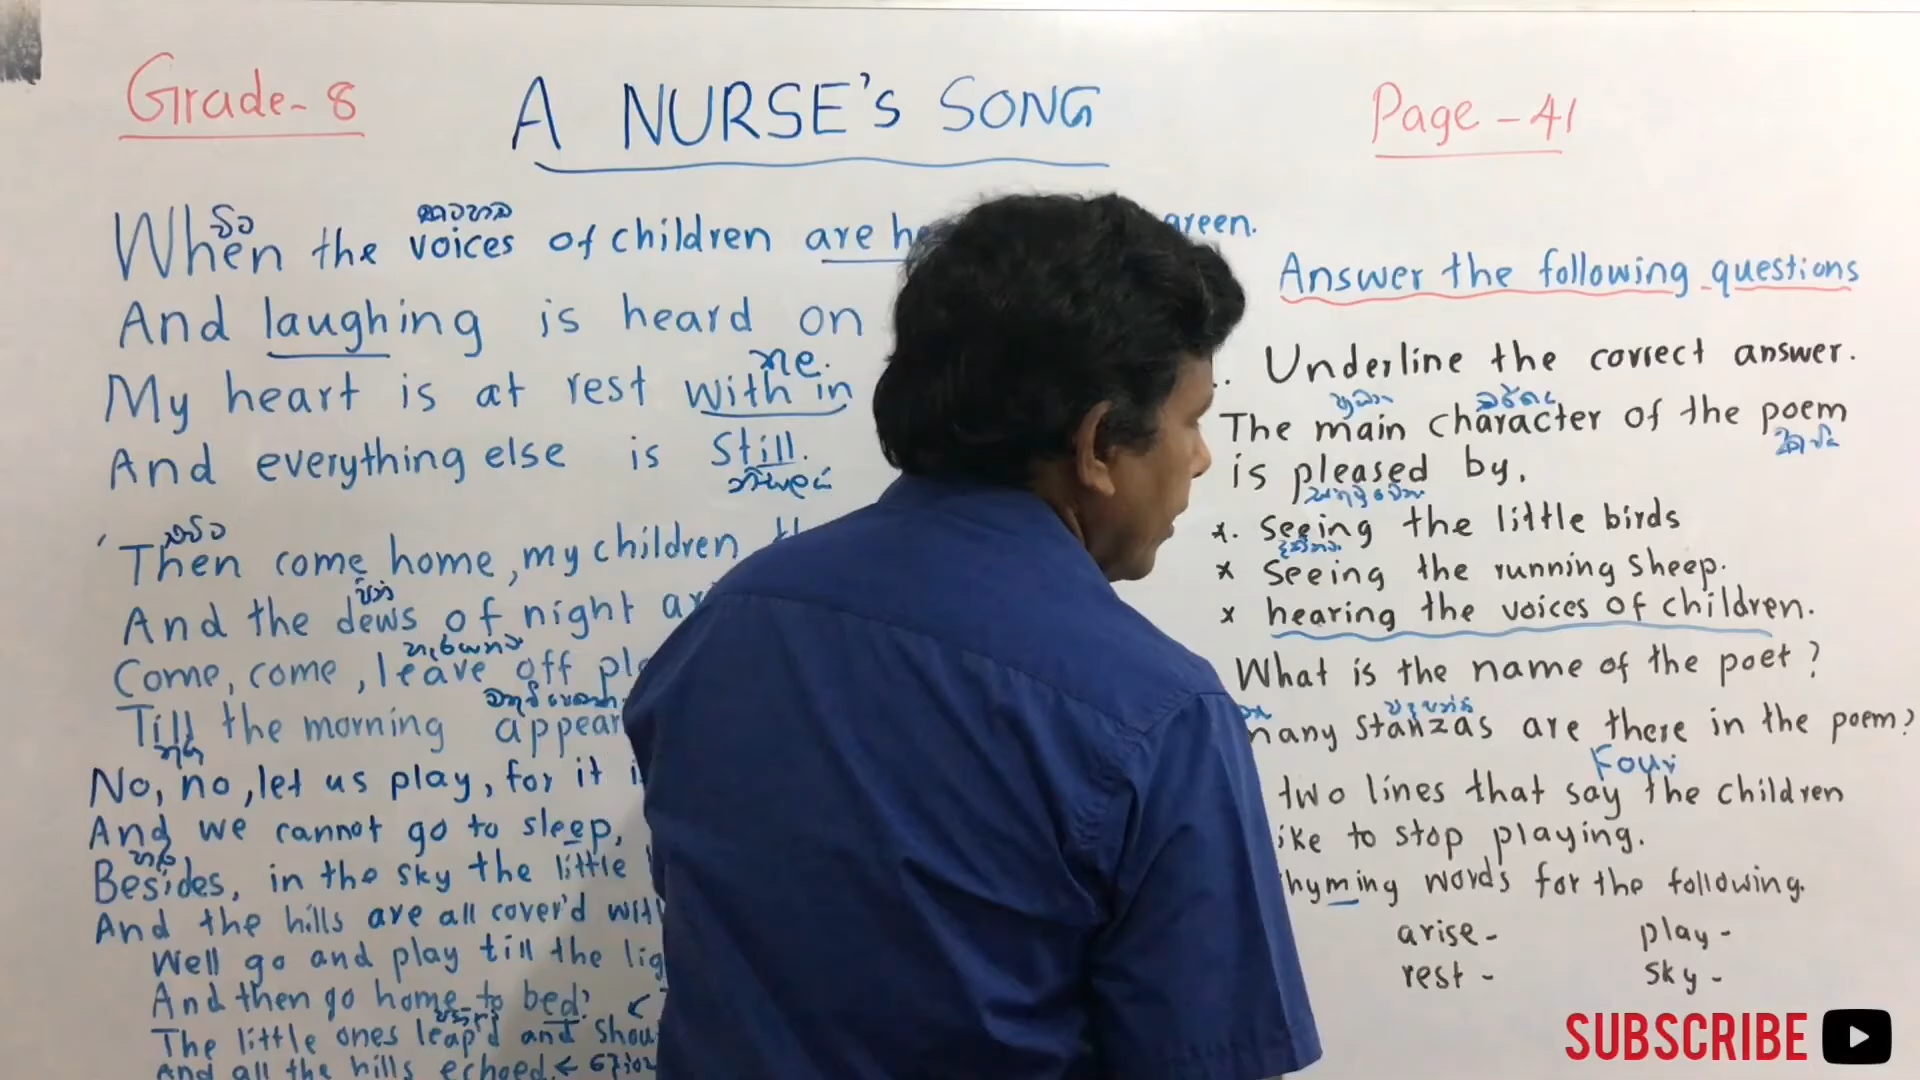 Grade-8
A NURSE'S SONG
Page-41
When the voices of children are he green.
And laughing is heard on
me.
My heart is at rest with in
And everything else is still.
'Then come home, my children th
And the dews of night ar
Come, come, leave off pl
Till the morning appear
No, no, let us play, for it i
And we cannot go to sleep,
Besides, in the sky the little
And the hills are all cover'd wit
Well go and play till the lig
And then go home to bed?
The little ones leap'd and shou
And all the hills echoed
Answer the following questions
Underline the correct answer.
The main character of the poem
is pleased by.
*. seeing the little birds
* seeing the running sheep.
* hearing the voices of children.
What is the name of the poet?
many stanzas are there in the poem?
Four
two lines that say the children
ike to stop playing.
hyming words for the following.
arise- play-
rest - sky-
SUBSCRIBE